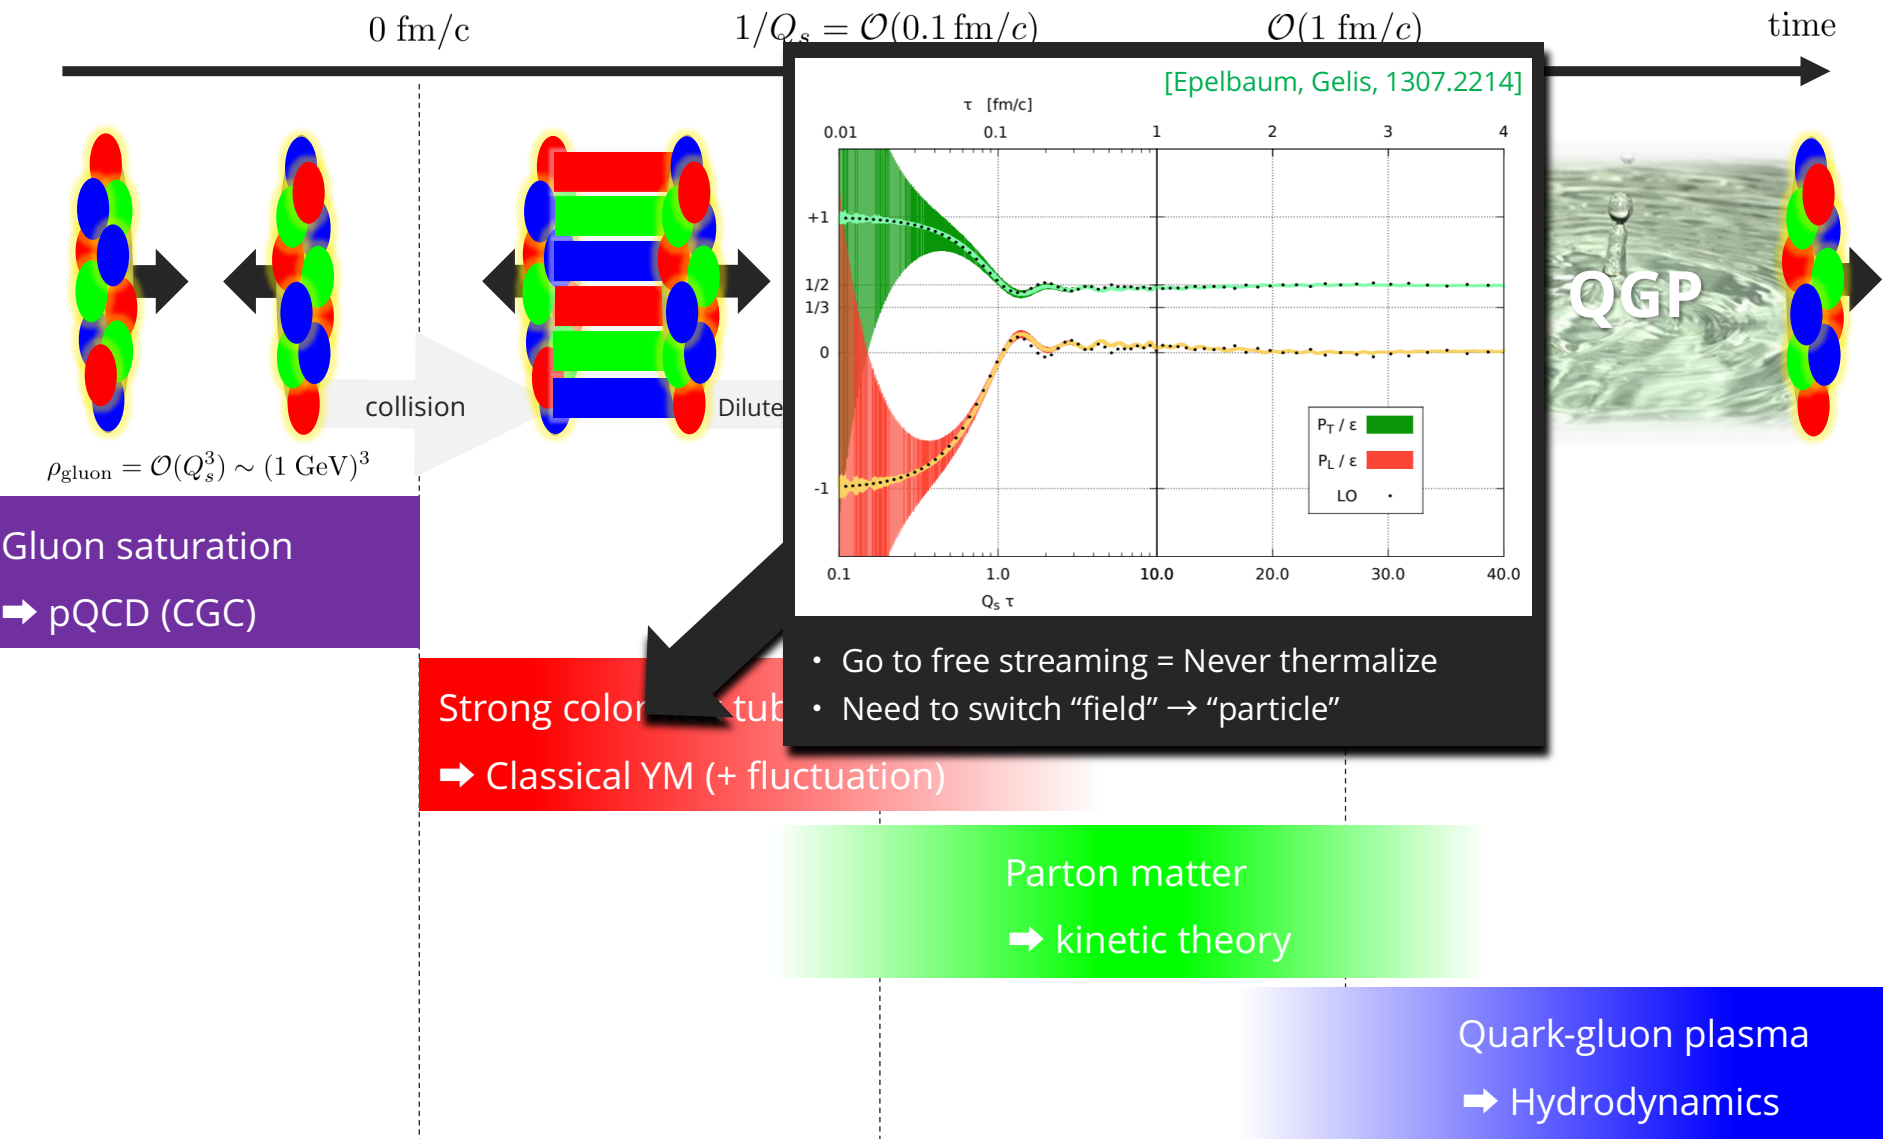 0 fm/c
1/Q_s = O(0.1 fm/c)
O(1 fm/c)
time
[Epelbaum, Gelis, 1307.2214]
τ [fm/c]
0.01 0.1 1 2 3 4
+1
1/2
1/3
0
-1
P_T / ε
P_L / ε
LO
0.1 1.0 10.0 20.0 30.0 40.0
Q_s τ
QGP
collision
Dilute
ρ_gluon = O(Q_s^3) ~ (1 GeV)^3
Gluon saturation
➡ pQCD (CGC)
• Go to free streaming = Never thermalize
• Need to switch “field” → “particle”
Strong color
➡ Classical YM (+ fluctuation)
Parton matter
➡ kinetic theory
Quark-gluon plasma
➡ Hydrodynamics